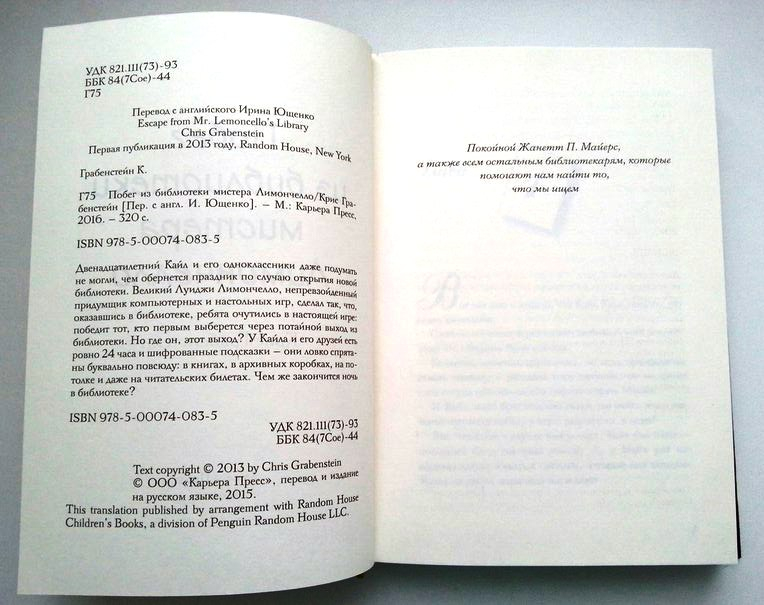 УДК 821.111(73)-93
ББК 84(7Сое)-44
Г75
Перевод с английского Ирина Ющенко
Escape from Mr. Lemoncello's Library
Chris Grabenstein
Первая публикация в 2013 году, Random House, New York
Грабенстейн К.
Г75 Побег из библиотеки мистера Лимончелло/Крис Гра-
бенстейн [Пер. с англ. И. Ющенко]. – М.: Карьера Пресс,
2016. – 320 с.
ISBN 978-5-00074-083-5
Двенадцатилетний Кайл и его одноклассники даже подумать
не могли, чем обернется праздник по случаю открытия новой
библиотеки. Великий Луиджи Лимончелло, непревзойденный
придумщик компьютерных и настольных игр, сделал так, что,
оказавшись в библиотеке, ребята очутились в настоящей игре:
победит тот, кто первым выберется через потайной выход из
библиотеки. Но где он, этот выход? У Кайла и его друзей есть
ровно 24 часа и шифрованные подсказки – они ловко спрята-
ны буквально повсюду: в книгах, в архивных коробках, на по-
толке и даже на читательских билетах. Чем же закончится ночь
в библиотеке?
ISBN 978-5-00074-083-5
УДК 821.111(73)-93
ББК 84(7Сое)-44
Text copyright © 2013 by Chris Grabenstein
© ООО «Карьера Пресс», перевод и издание
на русском языке, 2015.
This translation published by arrangement with Random House
Children's Books, a division of Penguin Random House LLC.
Покойной Жанетт П. Майерс,
а также всем остальным библиотекарям, которые
помогают нам найти то,
что мы ищем